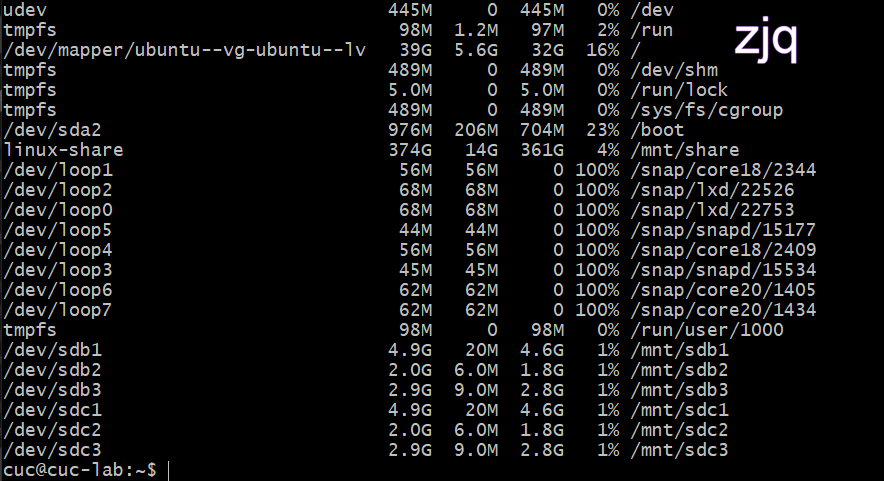 udev 445M 0 445M 0% /dev
tmpfs 98M 1.2M 97M 2% /run
/dev/mapper/ubuntu--vg-ubuntu--lv 39G 5.6G 32G 16% /
zjq
tmpfs 489M 0 489M 0% /dev/shm
tmpfs 5.0M 0 5.0M 0% /run/lock
tmpfs 489M 0 489M 0% /sys/fs/cgroup
/dev/sda2 976M 206M 704M 23% /boot
linux-share 374G 14G 361G 4% /mnt/share
/dev/loop1 56M 56M 0 100% /snap/core18/2344
/dev/loop2 68M 68M 0 100% /snap/lxd/22526
/dev/loop0 68M 68M 0 100% /snap/lxd/22753
/dev/loop5 44M 44M 0 100% /snap/snapd/15177
/dev/loop4 56M 56M 0 100% /snap/core18/2409
/dev/loop3 45M 45M 0 100% /snap/snapd/15534
/dev/loop6 62M 62M 0 100% /snap/core20/1405
/dev/loop7 62M 62M 0 100% /snap/core20/1434
tmpfs 98M 0 98M 0% /run/user/1000
/dev/sdb1 4.9G 20M 4.6G 1% /mnt/sdb1
/dev/sdb2 2.0G 6.0M 1.8G 1% /mnt/sdb2
/dev/sdb3 2.9G 9.0M 2.8G 1% /mnt/sdb3
/dev/sdc1 4.9G 20M 4.6G 1% /mnt/sdc1
/dev/sdc2 2.0G 6.0M 1.8G 1% /mnt/sdc2
/dev/sdc3 2.9G 9.0M 2.8G 1% /mnt/sdc3
cuc@cuc-lab:~$